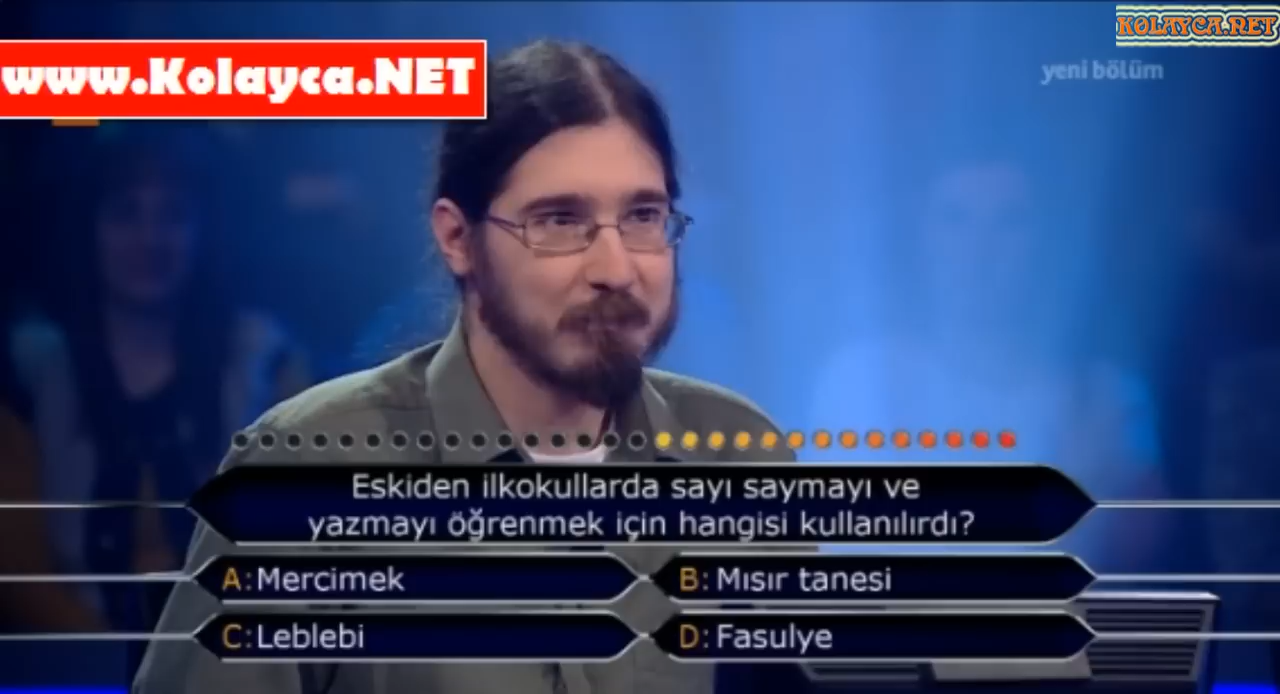 KOLAYCA.NET
www.Kolayca.NET
yeni bölüm
Eskiden ilkokullarda sayı saymayı ve
yazmayı öğrenmek için hangisi kullanılırdı?
A: Mercimek
B: Mısır tanesi
C: Leblebi
D: Fasulye